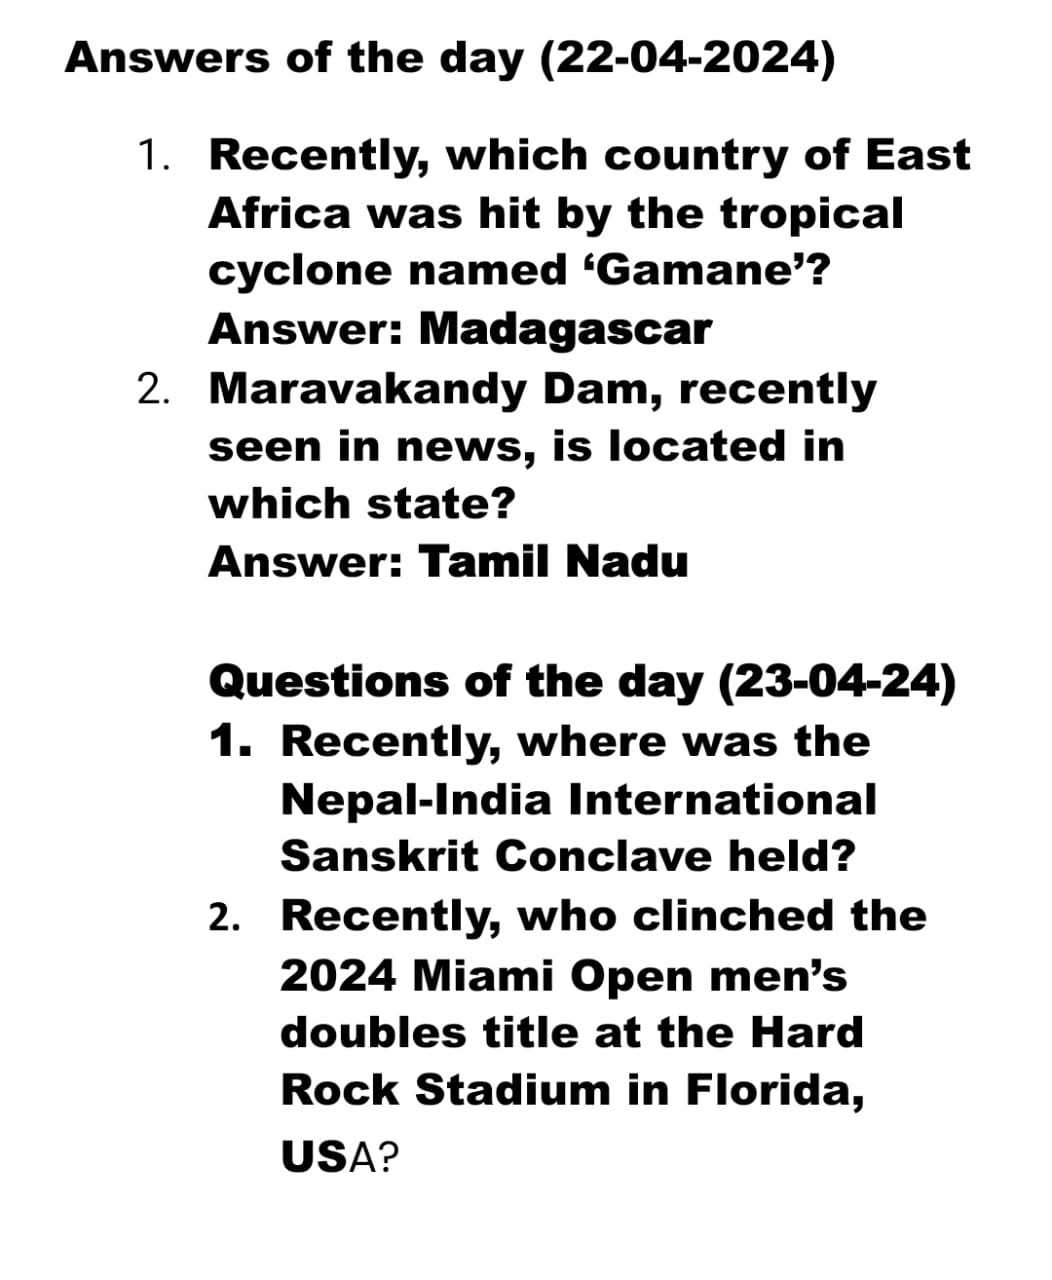 Answers of the day (22-04-2024)
1. Recently, which country of East
Africa was hit by the tropical
cyclone named ‘Gamane’?
Answer: Madagascar
2. Maravakandy Dam, recently
seen in news, is located in
which state?
Answer: Tamil Nadu
Questions of the day (23-04-24)
1. Recently, where was the
Nepal-India International
Sanskrit Conclave held?
2. Recently, who clinched the
2024 Miami Open men’s
doubles title at the Hard
Rock Stadium in Florida,
USA?